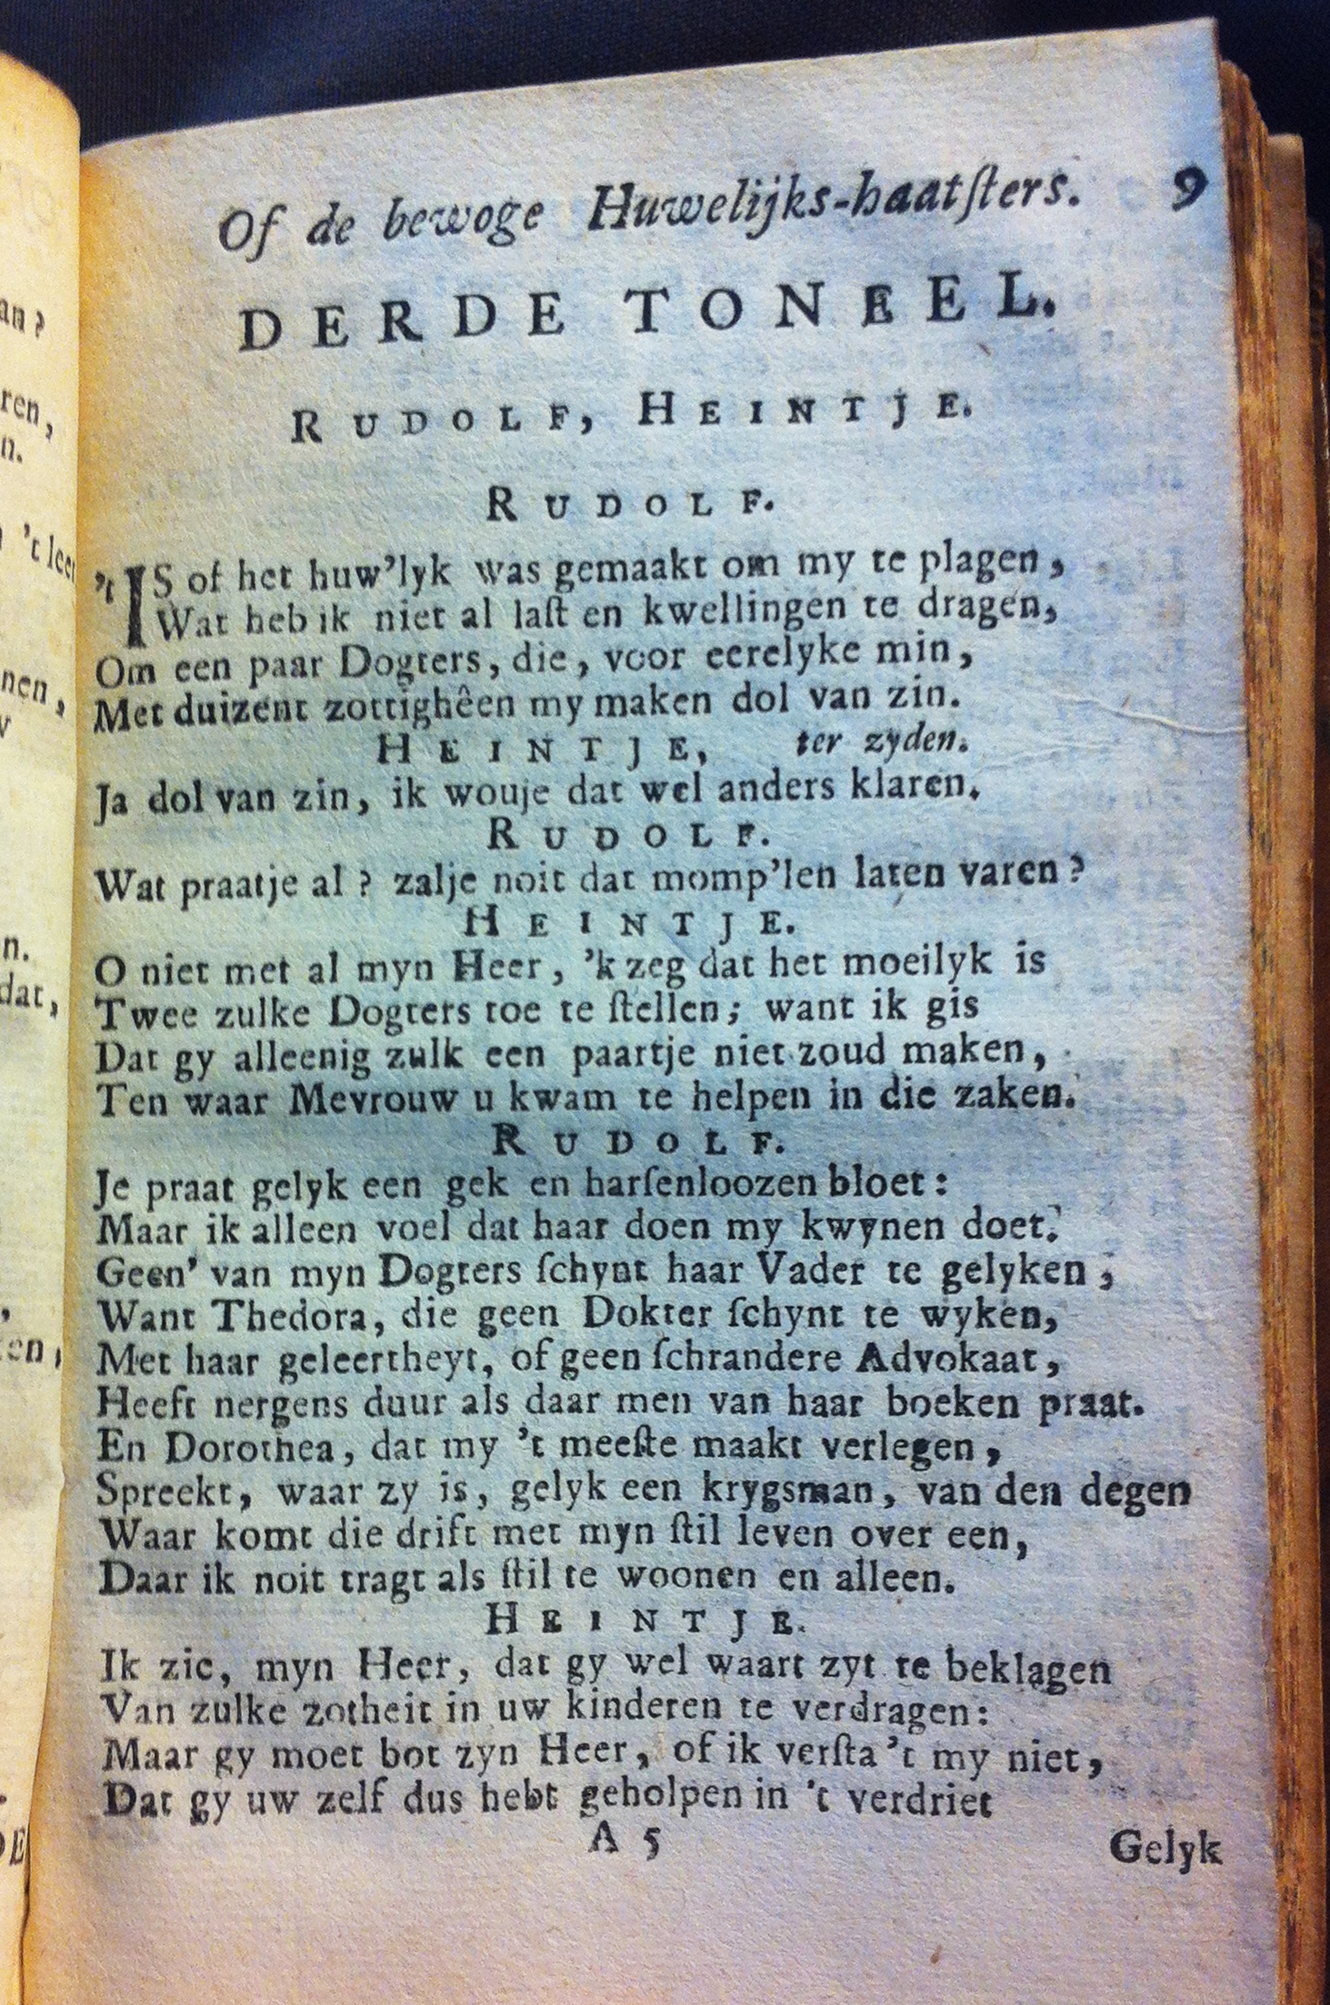 Of de bewoge Huwelijks-haatſters. 9
DERDE TONEEL.
RUDOLF, HEINTJE.
RUDOLF.
't IS of het huw'lyk was gemaakt om my te plagen,
Wat heb ik niet al laſt en kwellingen te dragen,
Om een paar Dogters, die, voor eerelyke min,
Met duizent zottighêen my maken dol van zin.
HEINTJE, ter zyden.
Ja dol van zin, ik wouje dat wel anders klaren.
RUDOLF.
Wat praatje al? zalje noit dat momp'len laten varen?
HEINTJE.
O niet met al myn Heer, 'k zeg dat het moeilyk is
Twee zulke Dogters toe te ſtellen; want ik gis
Dat gy alleenig zulk een paartje niet zoud maken,
Ten waar Mevrouw u kwam te helpen in die zaken.
RUDOLF.
Je praat gelyk een gek en harſenloozen bloet:
Maar ik alleen voel dat haar doen my kwynen doet.
Geen' van myn Dogters ſchynt haar Vader te gelyken;
Want Thedora, die geen Dokter ſchynt te wyken,
Met haar geleertheyt, of geen ſchrandere Advokaat,
Heeft nergens duur als daar men van haar boeken praat.
En Dorothea, dat my 't meeſte maakt verlegen,
Spreekt, waar zy is, gelyk een krygsman, van den degen
Waar komt die drift met myn ſtil leven over een,
Daar ik noit tragt als ſtil te woonen en alleen.
HEINTJE.
Ik zie, myn Heer, dat gy wel waart zyt te beklagen
Van zulke zotheit in uw kinderen te verdragen:
Maar gy moet bot zyn Heer, of ik verſta 't my niet,
Dat gy uw zelf dus hebt geholpen in 't verdriet
A 5 Gelyk